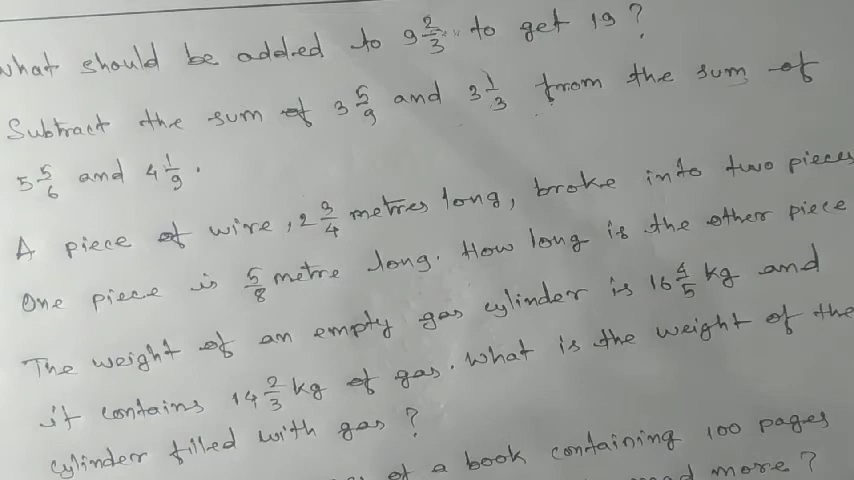 What should be added to 9 2/3 to get 19?
Subtract the sum of 3 5/9 and 3 1/3 from the sum of
5 5/6 and 4 1/9.
A piece of wire, 2 3/4 metres long, broke into two pieces
One piece is 5/8 metre long. How long is the other piece
The weight of an empty gas cylinder is 16 4/5 kg and
it contains 14 2/3 kg of gas. What is the weight of the
cylinder filled with gas?
of a book containing 100 pages
more?